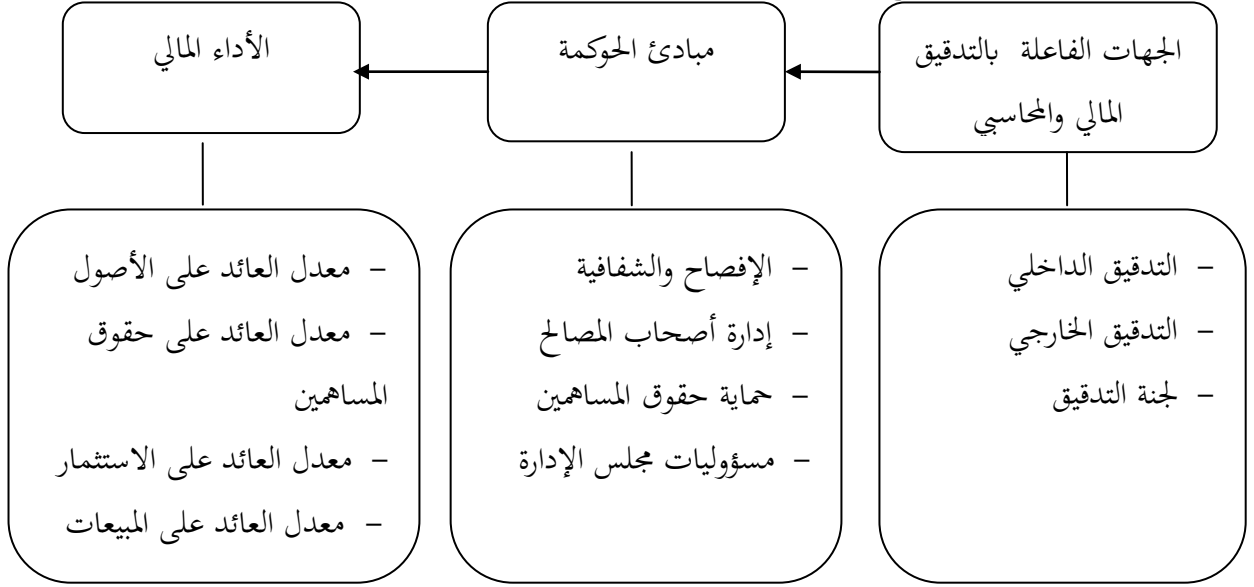 الجهات الفاعلة بالتدقيق
المالي والمحاسبي
مبادئ الحوكمة
الأداء المالي
- التدقيق الداخلي
- التدقيق الخارجي
- لجنة التدقيق
- الإفصاح والشفافية
- إدارة أصحاب المصالح
- حماية حقوق المساهمين
- مسؤوليات مجلس الإدارة
- معدل العائد على الأصول
- معدل العائد على حقوق
المساهمين
- معدل العائد على الاستثمار
- معدل العائد على المبيعات